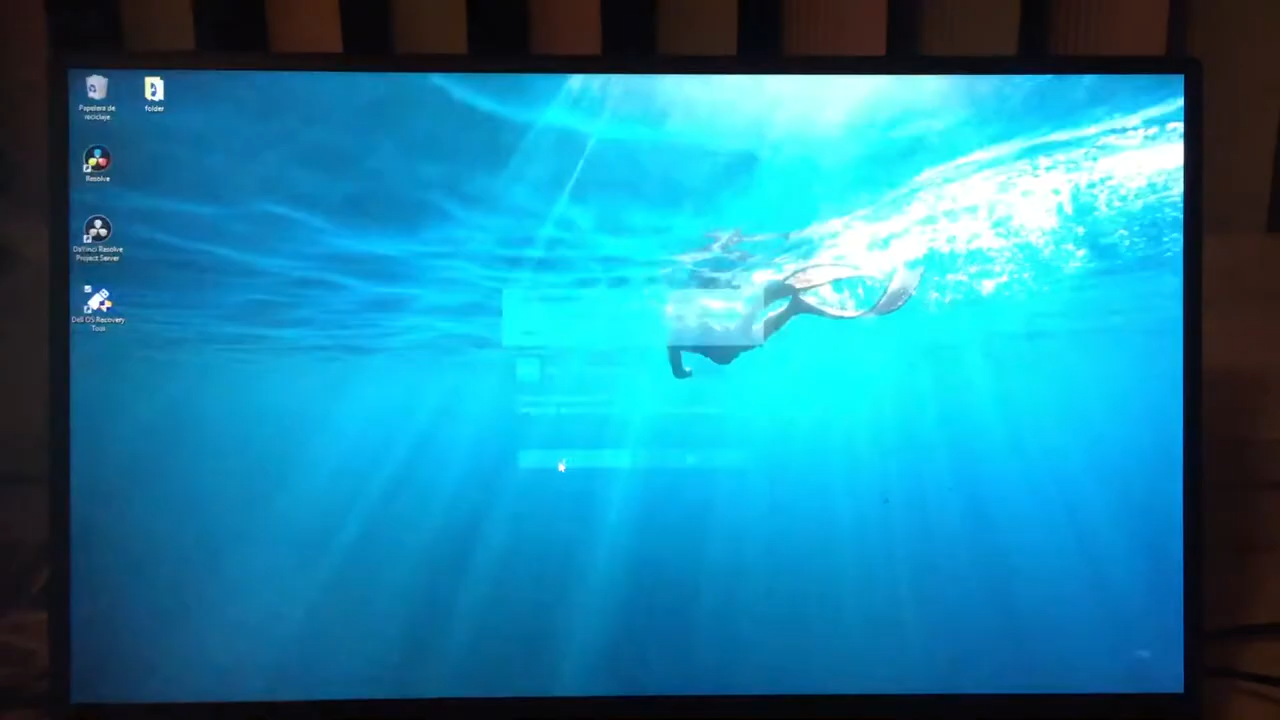 Papelera de
reciclaje
folder
Resolve
DaVinci Resolve
Project Server
Dell OS Recovery
Tool